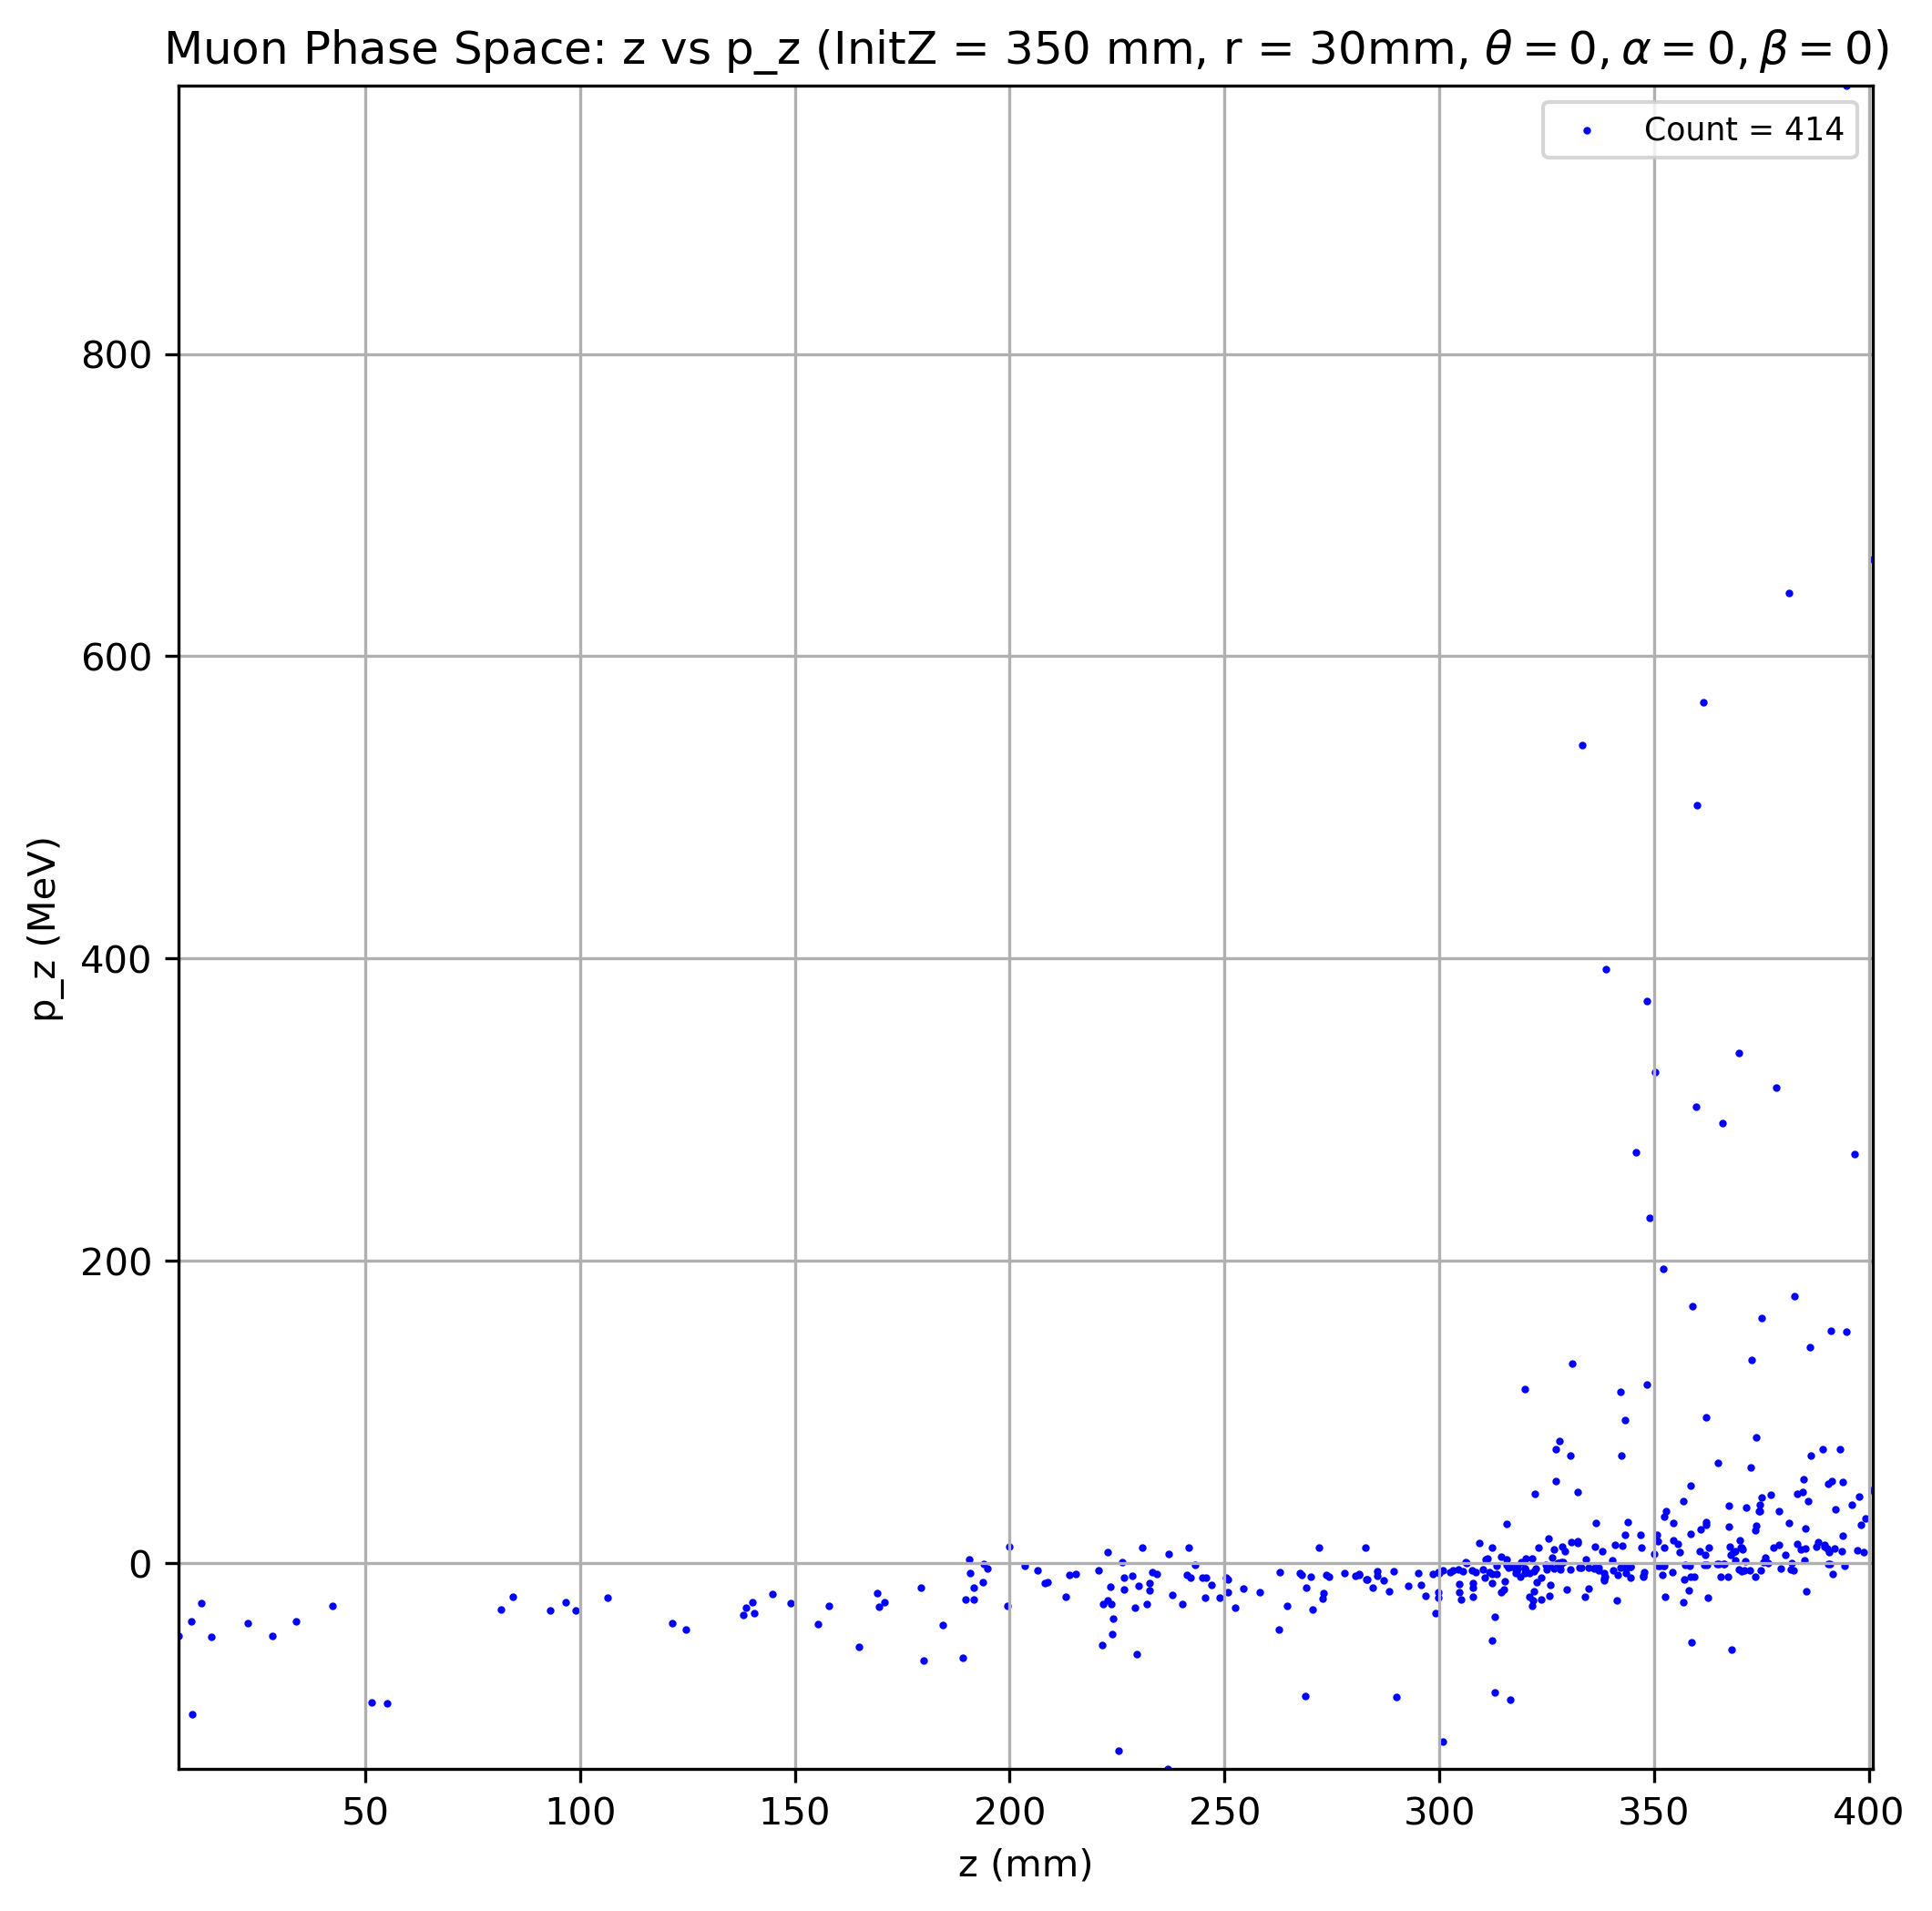 Muon Phase Space: z vs p_z (InitZ = 350 mm, r = 30mm, θ = 0, α = 0, β = 0)
Count = 414
800
600
400
200
0
p_z (MeV)
50 100 150 200 250 300 350 400
z (mm)